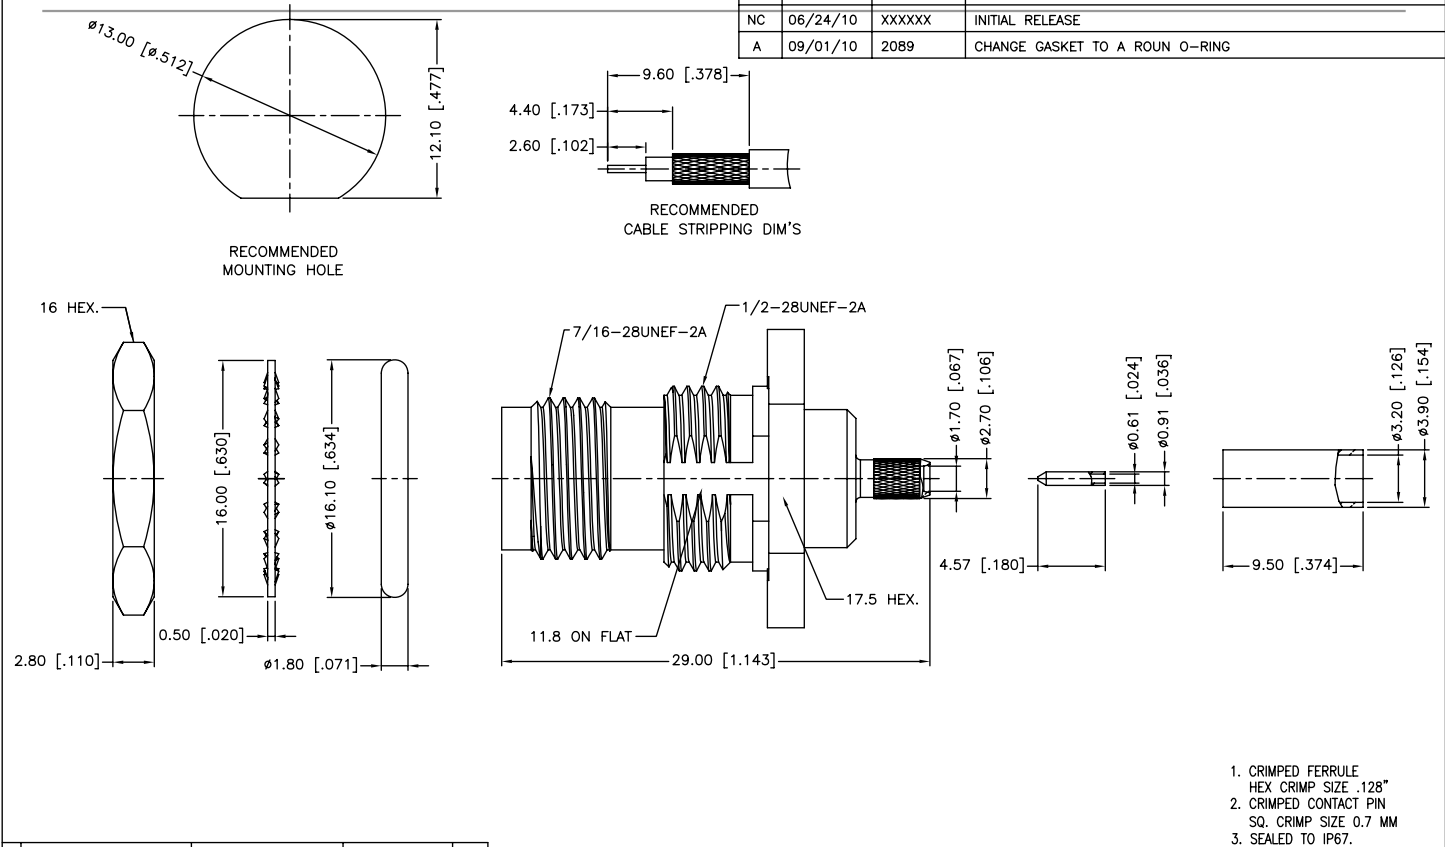 NC 06/24/10 XXXXXX INITIAL RELEASE
A 09/01/10 2089 CHANGE GASKET TO A ROUN O-RING
ø13.00 [ø.512]
12.10 [.477]
RECOMMENDED
MOUNTING HOLE
9.60 [.378]
4.40 [.173]
2.60 [.102]
RECOMMENDED
CABLE STRIPPING DIM'S
16 HEX.
2.80 [.110]
16.00 [.630]
0.50 [.020]
ø16.10 [.634]
ø1.80 [.071]
7/16-28UNEF-2A
1/2-28UNEF-2A
11.8 ON FLAT
17.5 HEX.
29.00 [1.143]
ø1.70 [.067]
ø2.70 [.106]
ø0.61 [.024]
ø0.91 [.036]
4.57 [.180]
ø3.20 [.126]
ø3.90 [.154]
9.50 [.374]
1. CRIMPED FERRULE
HEX CRIMP SIZE .128"
2. CRIMPED CONTACT PIN
SQ. CRIMP SIZE 0.7 MM
3. SEALED TO IP67.